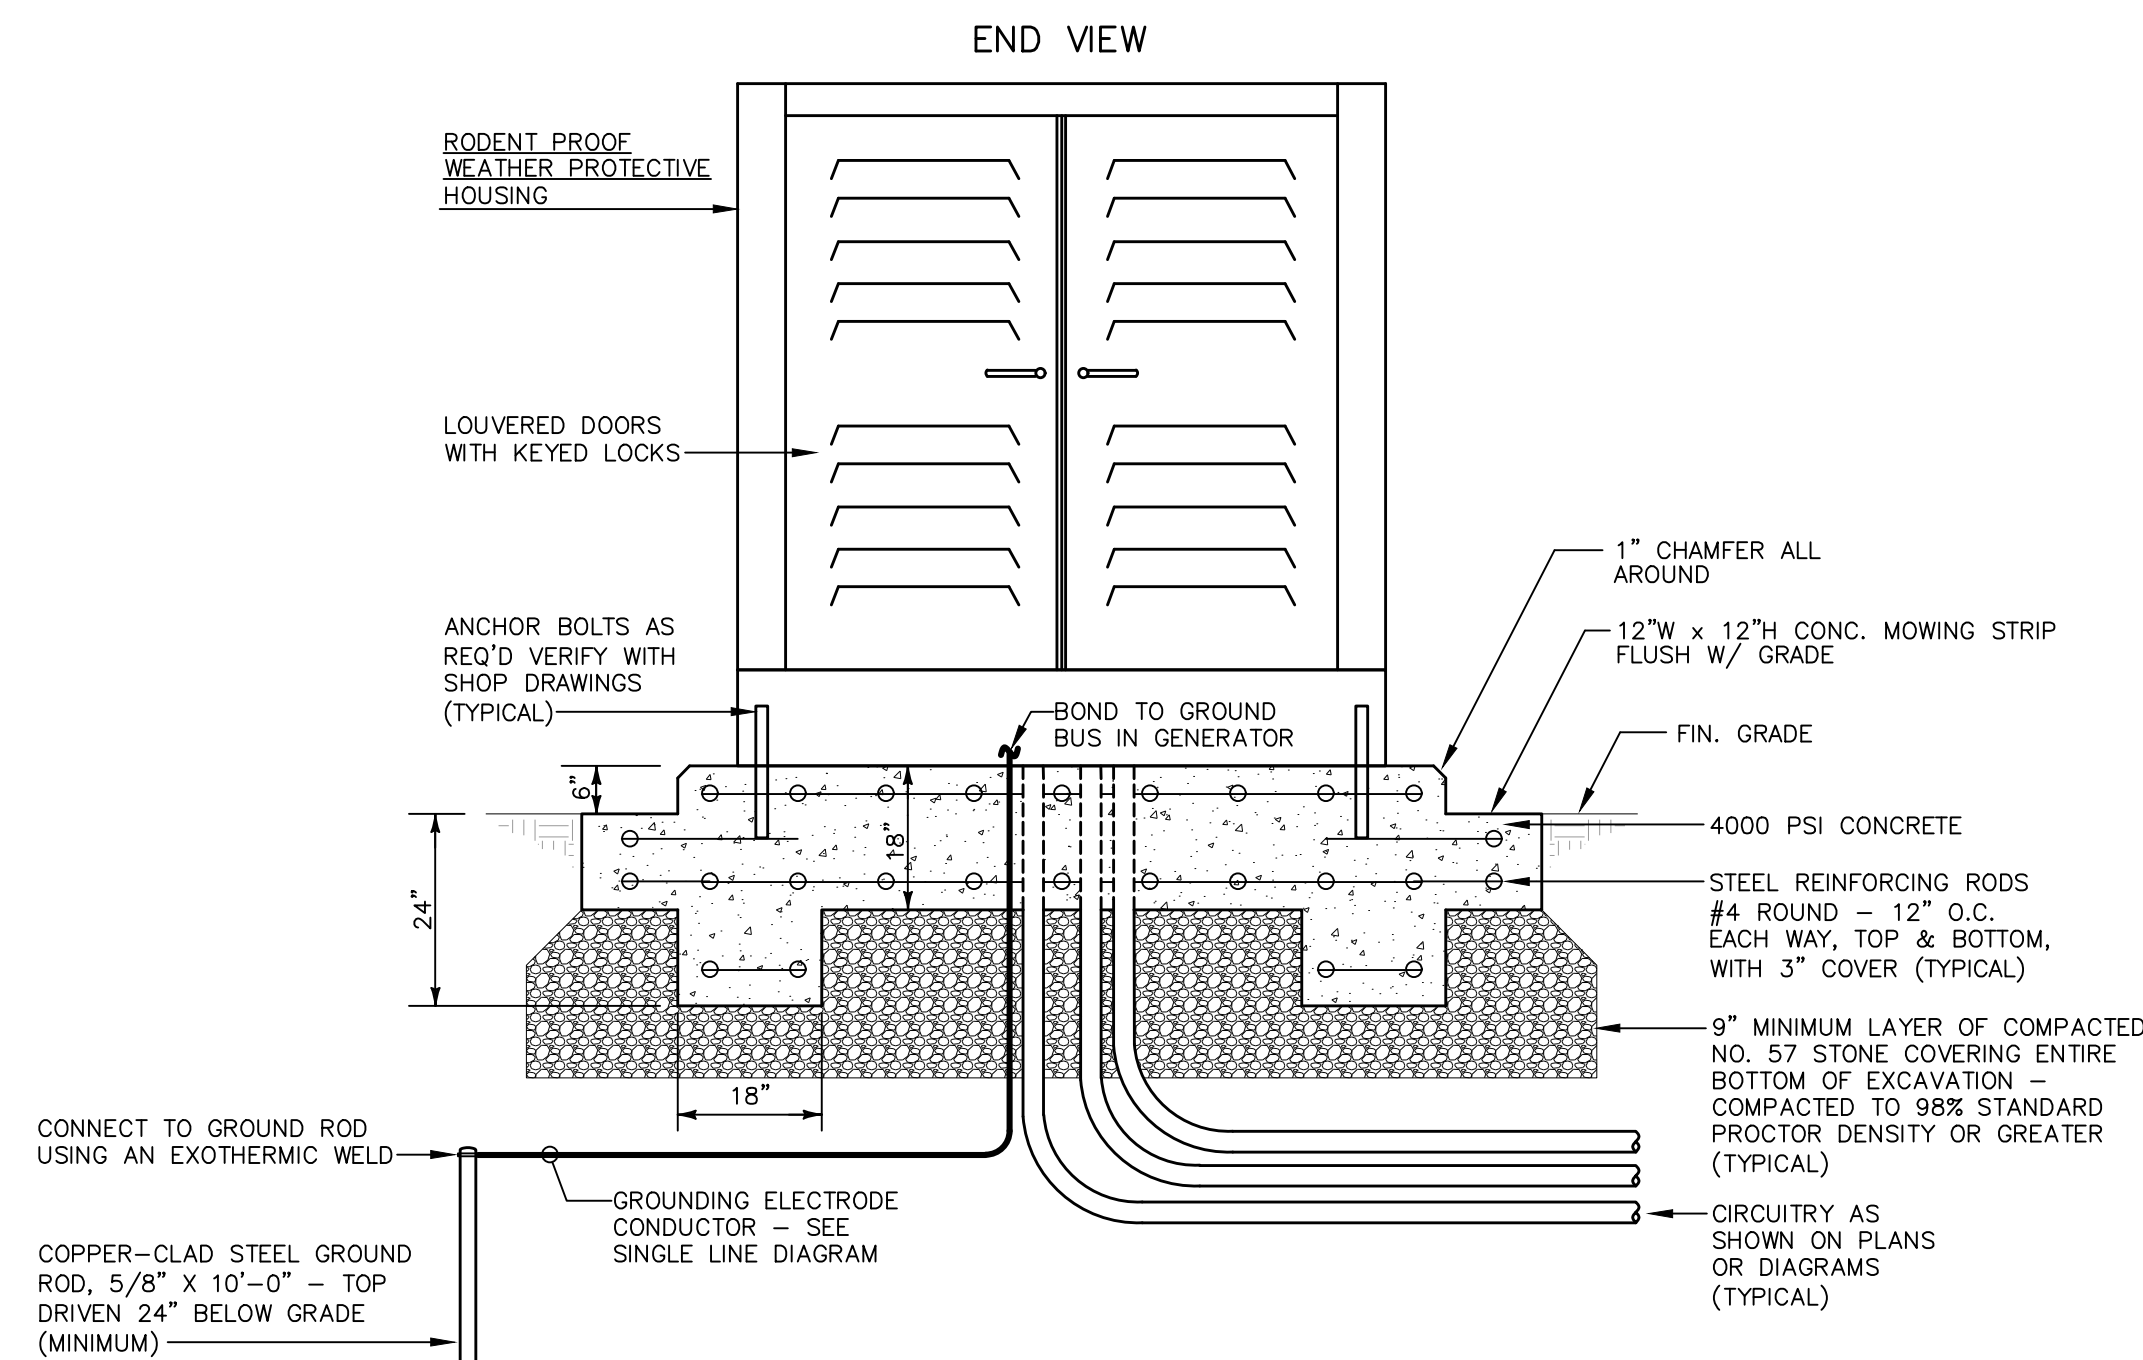 END VIEW
RODENT PROOF
WEATHER PROTECTIVE
HOUSING
LOUVERED DOORS
WITH KEYED LOCKS
1" CHAMFER ALL
AROUND
ANCHOR BOLTS AS
REQ'D VERIFY WITH
SHOP DRAWINGS
(TYPICAL)
12"W x 12"H CONC. MOWING STRIP
FLUSH W/ GRADE
BOND TO GROUND
BUS IN GENERATOR
FIN. GRADE
6"
18"
24"
4000 PSI CONCRETE
STEEL REINFORCING RODS
#4 ROUND – 12" O.C.
EACH WAY, TOP & BOTTOM,
WITH 3" COVER (TYPICAL)
9" MINIMUM LAYER OF COMPACTED
NO. 57 STONE COVERING ENTIRE
BOTTOM OF EXCAVATION –
COMPACTED TO 98% STANDARD
PROCTOR DENSITY OR GREATER
(TYPICAL)
18"
CONNECT TO GROUND ROD
USING AN EXOTHERMIC WELD
GROUNDING ELECTRODE
CONDUCTOR – SEE
SINGLE LINE DIAGRAM
CIRCUITRY AS
SHOWN ON PLANS
OR DIAGRAMS
(TYPICAL)
COPPER–CLAD STEEL GROUND
ROD, 5/8" X 10'–0" – TOP
DRIVEN 24" BELOW GRADE
(MINIMUM)